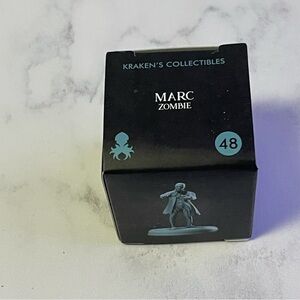 KRAKEN'S COLLECTIBLES
MARC
ZOMBIE
48